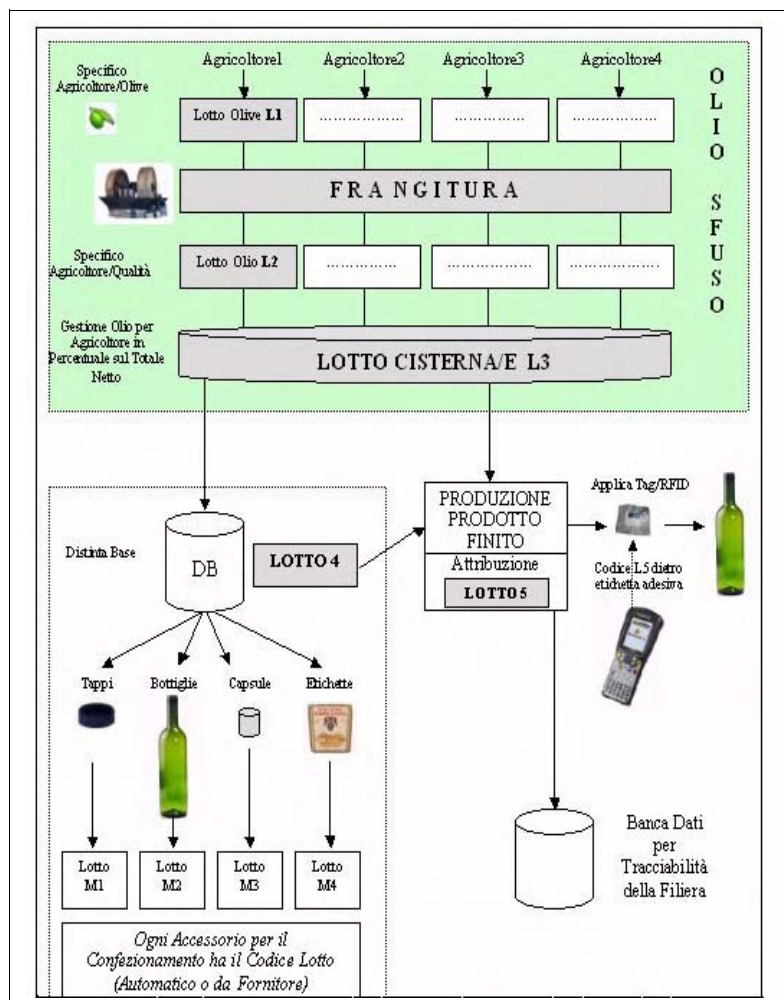 Agricoltore1 Agricoltore2 Agricoltore3 Agricoltore4
Specifico
Agricoltore/Olive
Lotto Olive L1
………………
………………
………………
FRANGITURA
Specifico
Agricoltore/Qualità
Lotto Olio L2
………………
………………
………………
Gestione Olio per
Agricoltore in
Percentuale sul Totale
Netto
LOTTO CISTERNA/E L3
OLIO SFUSO
Distinta Base
DB
LOTTO 4
PRODUZIONE
PRODOTTO
FINITO
Attribuzione
LOTTO 5
Applica Tag/RFID
Codice L5 dietro
etichetta adesiva
Tappi Bottiglie Capsule Etichette
Lotto
M1
Lotto
M2
Lotto
M3
Lotto
M4
Ogni Accessorio per il
Confezionamento ha il Codice Lotto
(Automatico o da Fornitore)
Banca Dati
per
Tracciabilità
della Filiera